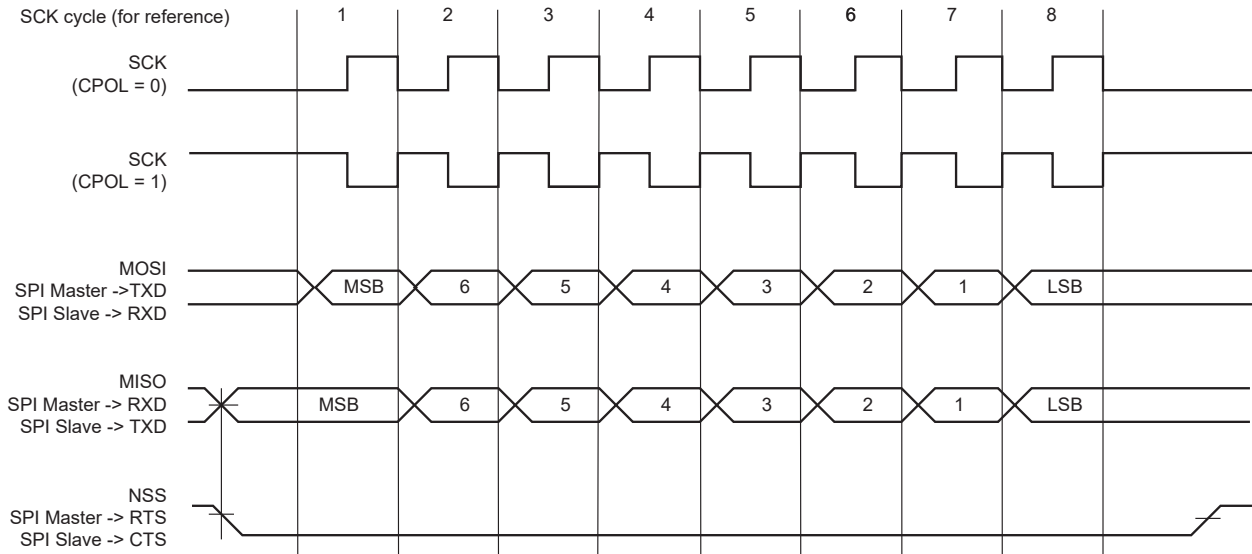 SCK cycle (for reference) 1 2 3 4 5 6 7 8
SCK
(CPOL = 0)
SCK
(CPOL = 1)
MOSI
SPI Master ->TXD
SPI Slave -> RXD
MSB 6 5 4 3 2 1 LSB
MISO
SPI Master -> RXD
SPI Slave -> TXD
MSB 6 5 4 3 2 1 LSB
NSS
SPI Master -> RTS
SPI Slave -> CTS